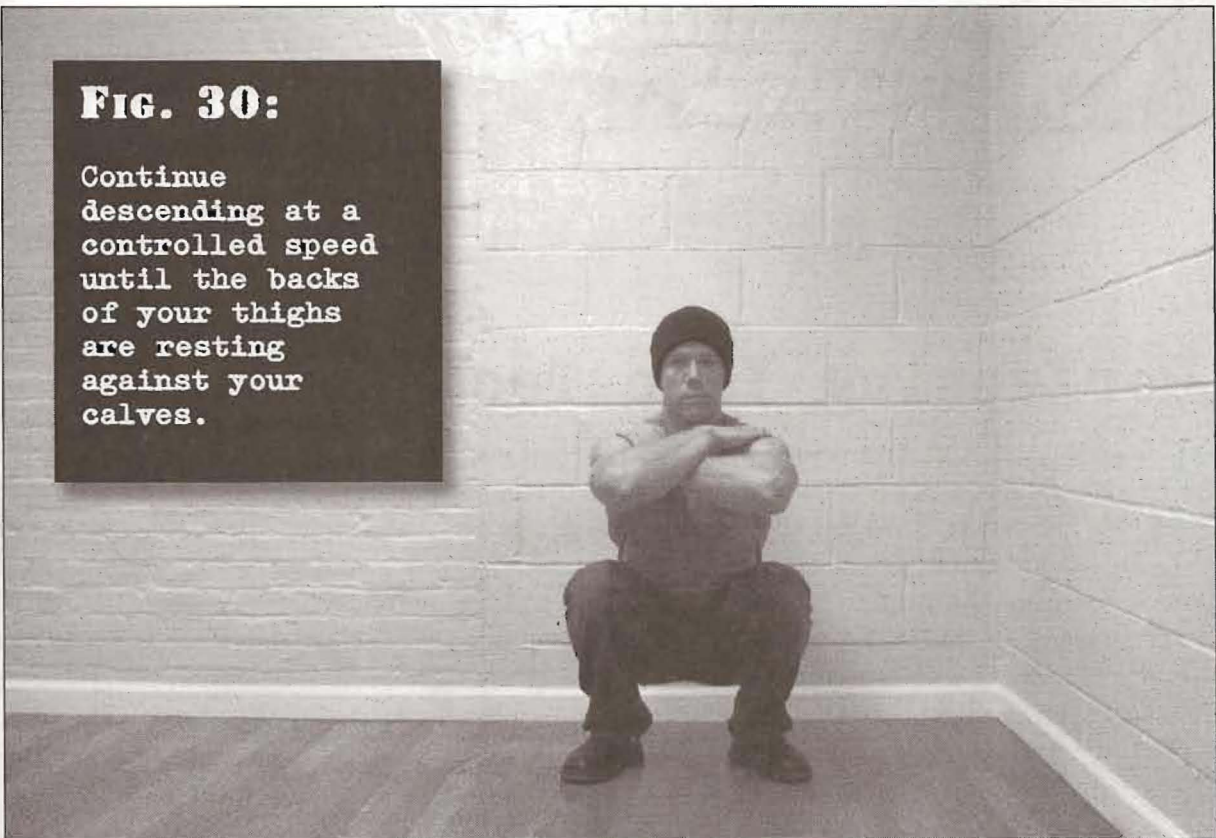 FIG. 30:
Continue
descending at a
controlled speed
until the backs
of your thighs
are resting
against your
calves.